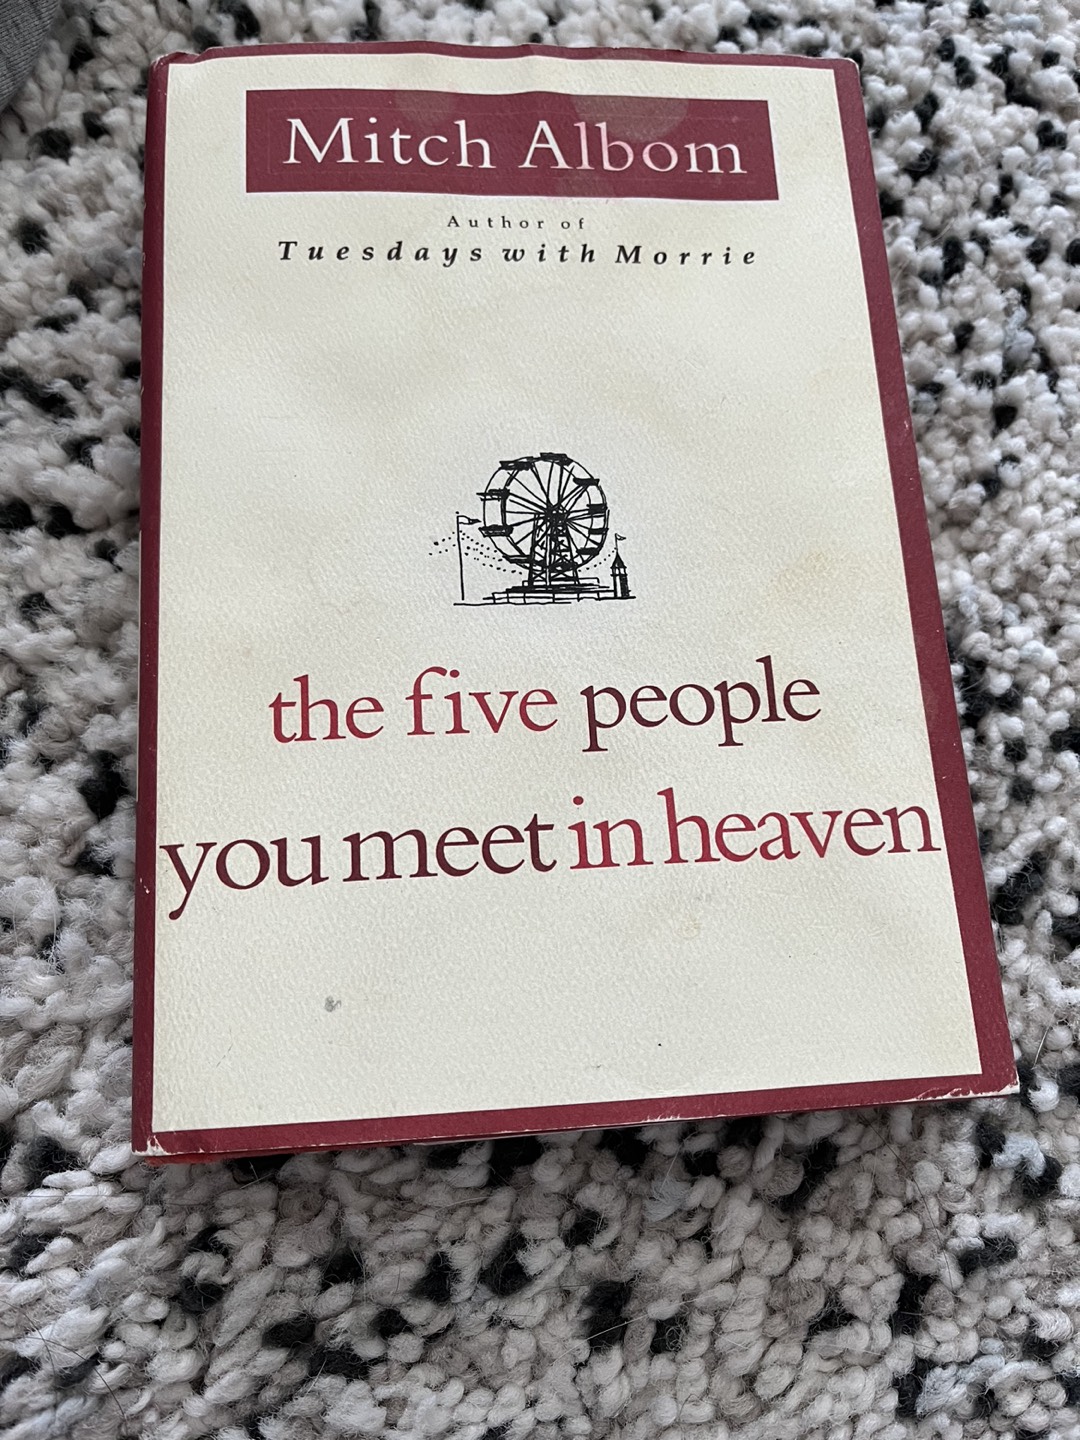 Mitch Albom
Author of
Tuesdays with Morrie
the five people
you meet in heaven